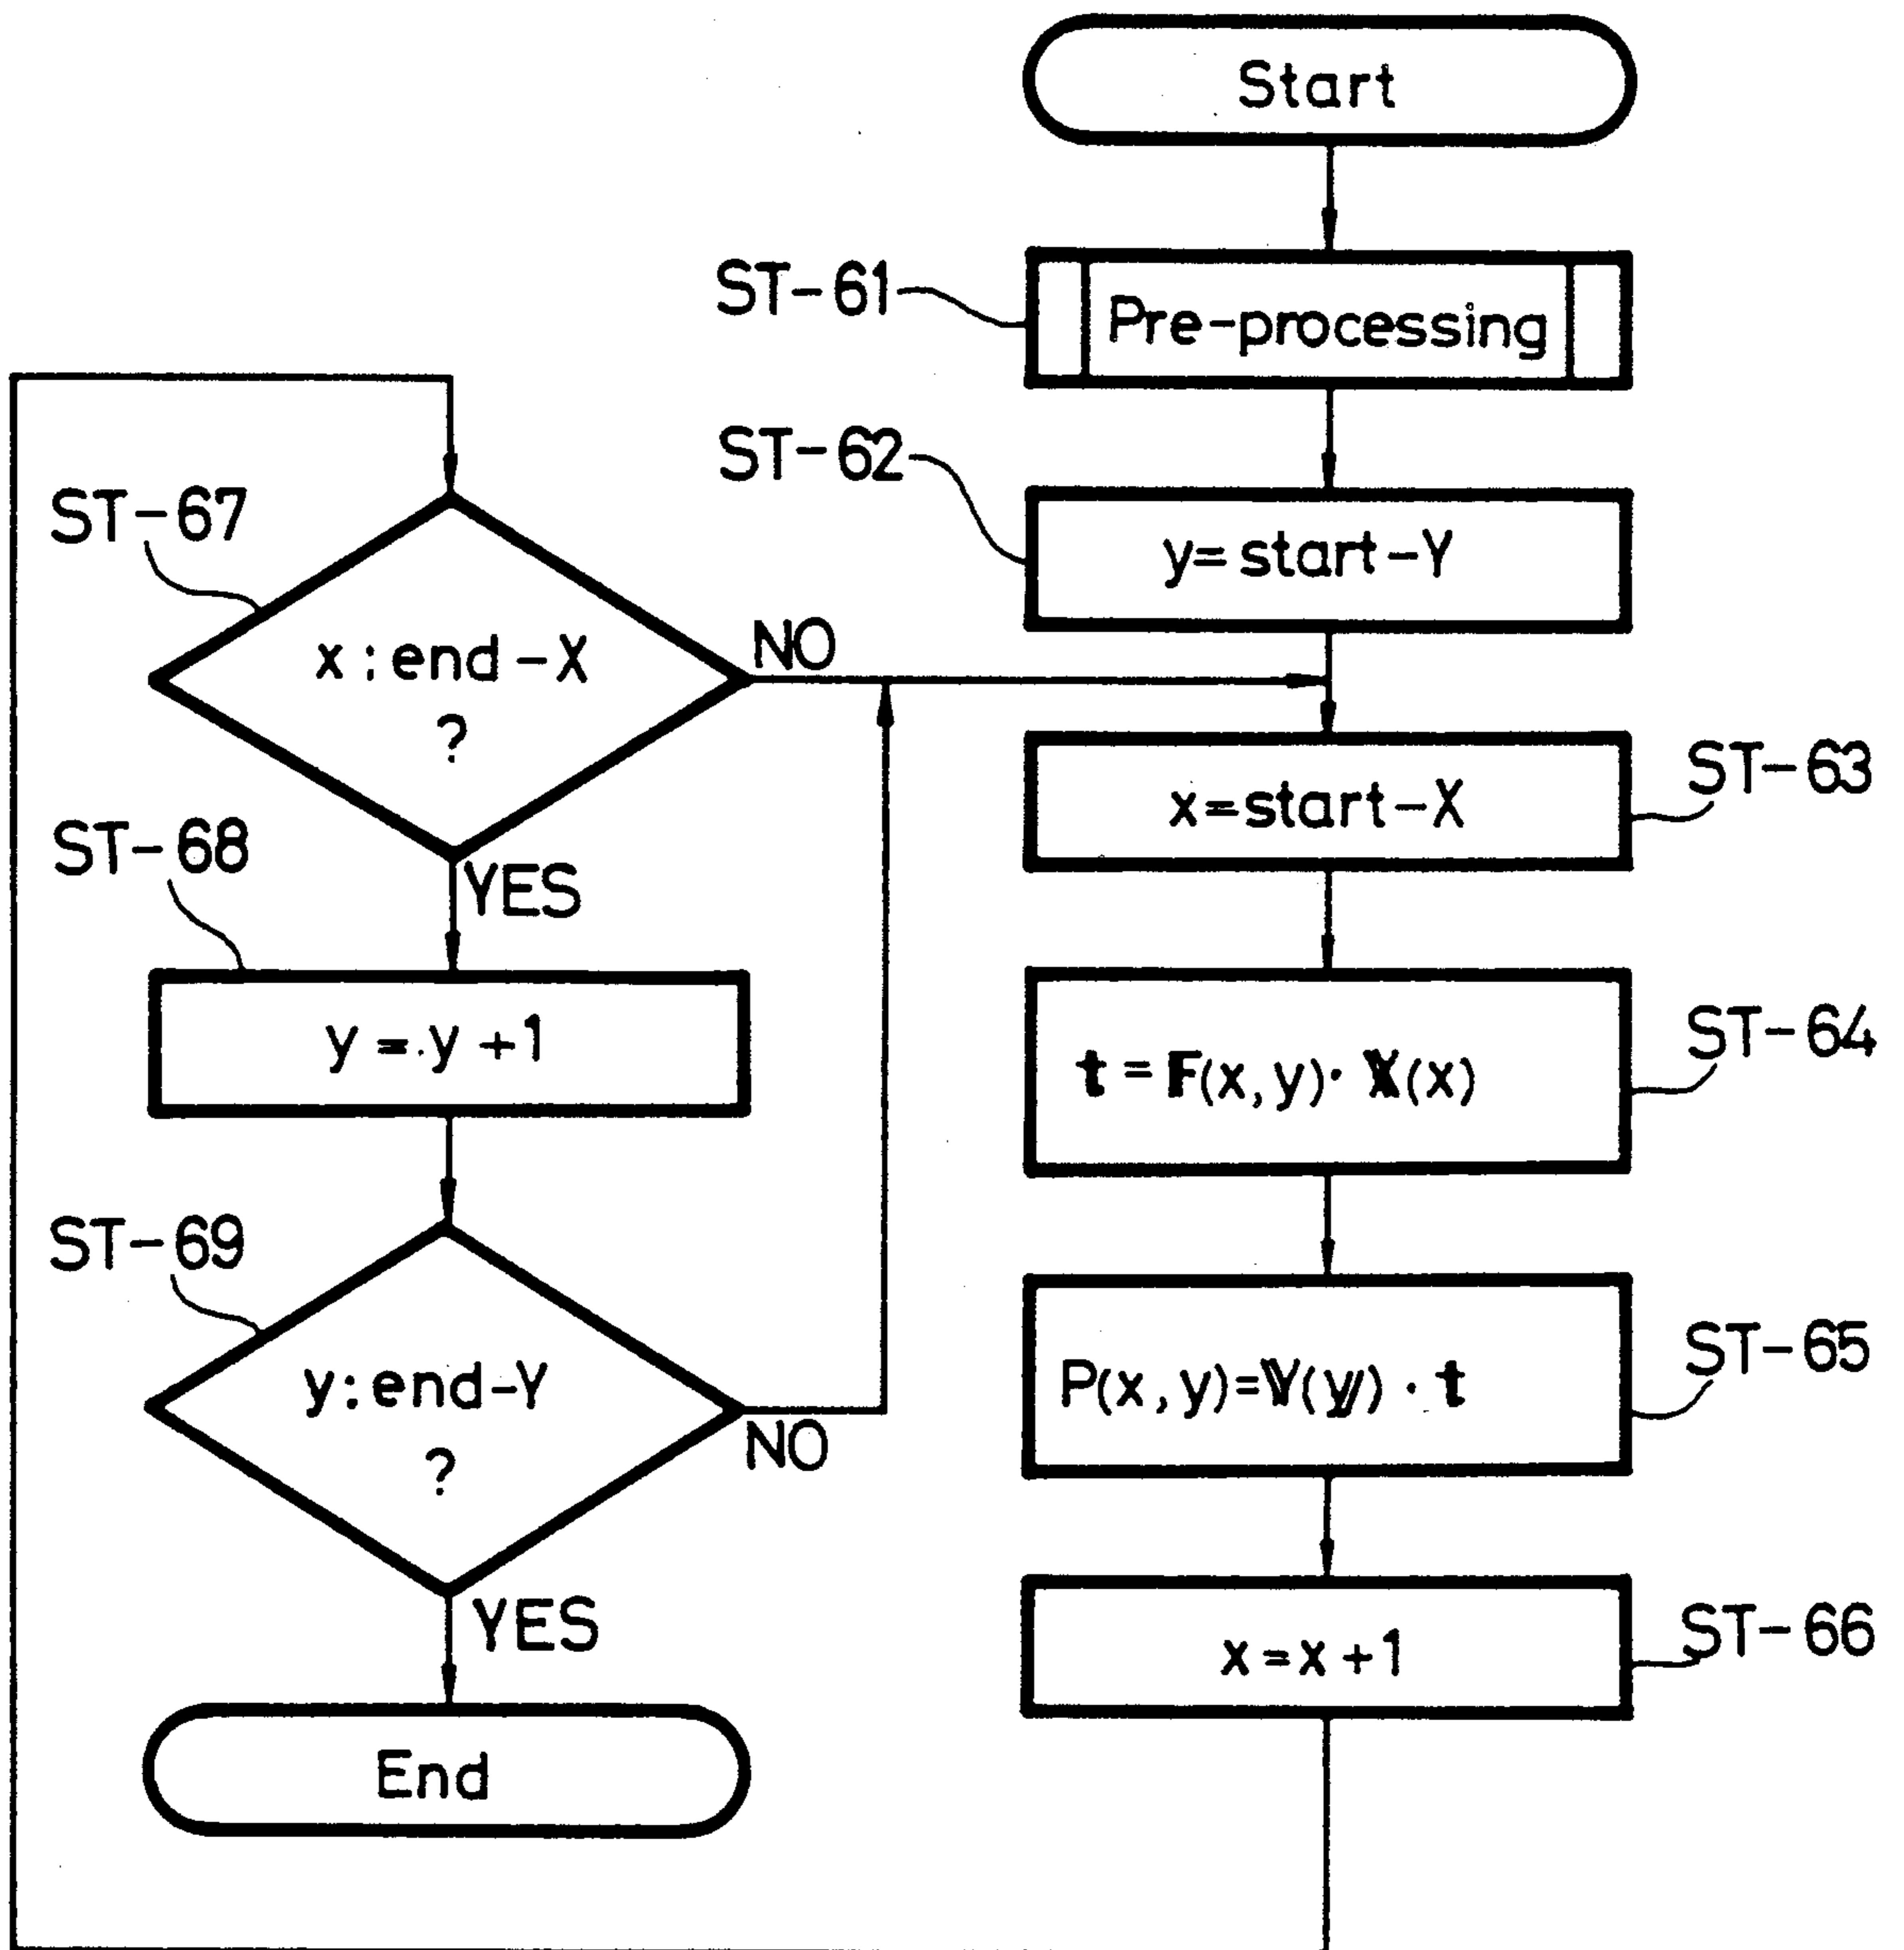 Start
ST-61
Pre-processing
ST-62
y=start-Y
ST-67
x:end-X
?
NO
x=start-X
ST-63
YES
ST-68
y=y+1
t=F(x,y)·X(x)
ST-64
ST-69
y:end-Y
?
NO
P(x,y)=Y(y)·t
ST-65
YES
x=x+1
ST-66
End